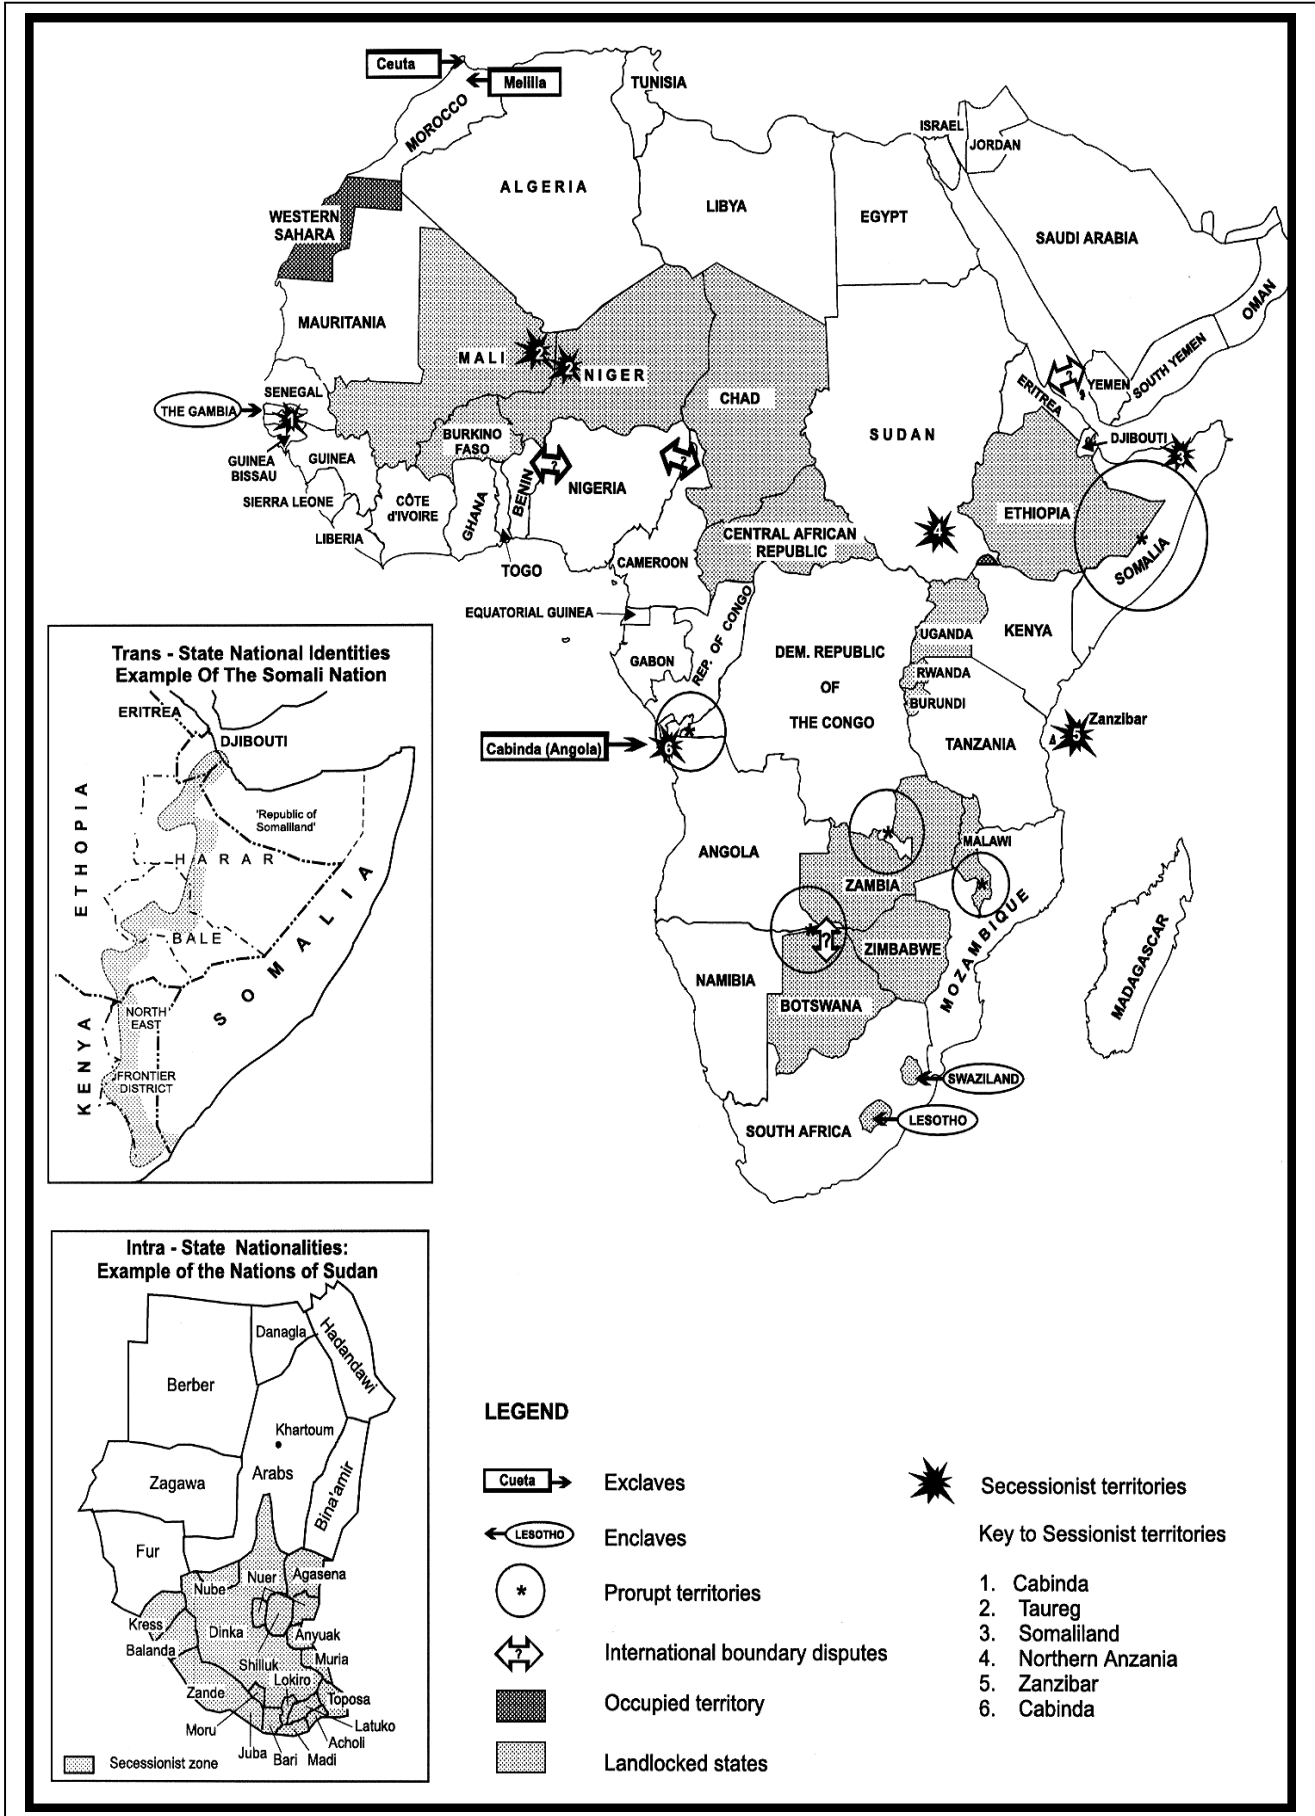 Ceuta
Melilla
TUNISIA
MOROCCO
ISRAEL
JORDAN
ALGERIA
LIBYA
EGYPT
WESTERN
SAHARA
SAUDI ARABIA
OMAN
MAURITANIA
MALI
2
2
NIGER
CHAD
SUDAN
ERITREA
?
YEMEN
SOUTH YEMEN
SENEGAL
THE GAMBIA
1
GUINEA
BISSAU
GUINEA
BURKINO
FASO
DJIBOUTI
3
SIERRA LEONE
CÔTE
d'IVOIRE
GHANA
BENIN
?
NIGERIA
?
ETHIOPIA
4
LIBERIA
TOGO
CENTRAL AFRICAN
REPUBLIC
CAMEROON
*
SOMALIA
EQUATORIAL GUINEA
REP. OF CONGO
UGANDA
KENYA
GABON
DEM. REPUBLIC
OF
THE CONGO
RWANDA
BURUNDI
*
Cabinda (Angola)
6
TANZANIA
5
Zanzibar
ANGOLA
*
MALAWI
ZAMBIA
*
MOZAMBIQUE
*
?
ZIMBABWE
NAMIBIA
BOTSWANA
MADAGASCAR
SWAZILAND
SOUTH AFRICA
LESOTHO
Trans - State National Identities
Example Of The Somali Nation
ERITREA
DJIBOUTI
ETHIOPIA
'Republic of
Somaliland'
HARAR
BALE
SOMALIA
KENYA
NORTH
EAST
FRONTIER
DISTRICT
Intra - State Nationalities:
Example of the Nations of Sudan
Danagla
Hadandawi
Berber
Khartoum
Zagawa
Arabs
Bina'amir
Fur
Nube
Nuer
Agasena
Kress
Dinka
Anyuak
Balanda
Shilluk
Muria
Lokiro
Zande
Toposa
Moru
Latuko
Acholi
Juba
Bari
Madi
Secessionist zone
LEGEND
Cueta
Exclaves
LESOTHO
Enclaves
*
Prorupt territories
?
International boundary disputes
Occupied territory
Landlocked states
Secessionist territories
Key to Sessionist territories
1. Cabinda
2. Taureg
3. Somaliland
4. Northern Anzania
5. Zanzibar
6. Cabinda